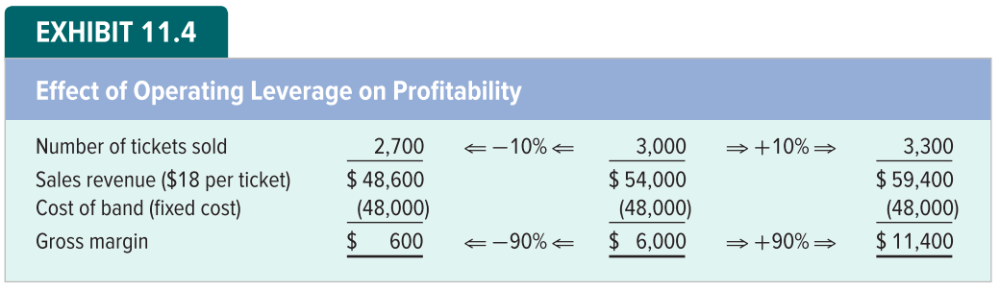 EXHIBIT 11.4
Effect of Operating Leverage on Profitability
Number of tickets sold 2,700 ⇐ −10% ⇐ 3,000 ⇒ +10% ⇒ 3,300
Sales revenue ($18 per ticket) $ 48,600 $ 54,000 $ 59,400
Cost of band (fixed cost) (48,000) (48,000) (48,000)
Gross margin $ 600 ⇐ −90% ⇐ $ 6,000 ⇒ +90% ⇒ $ 11,400